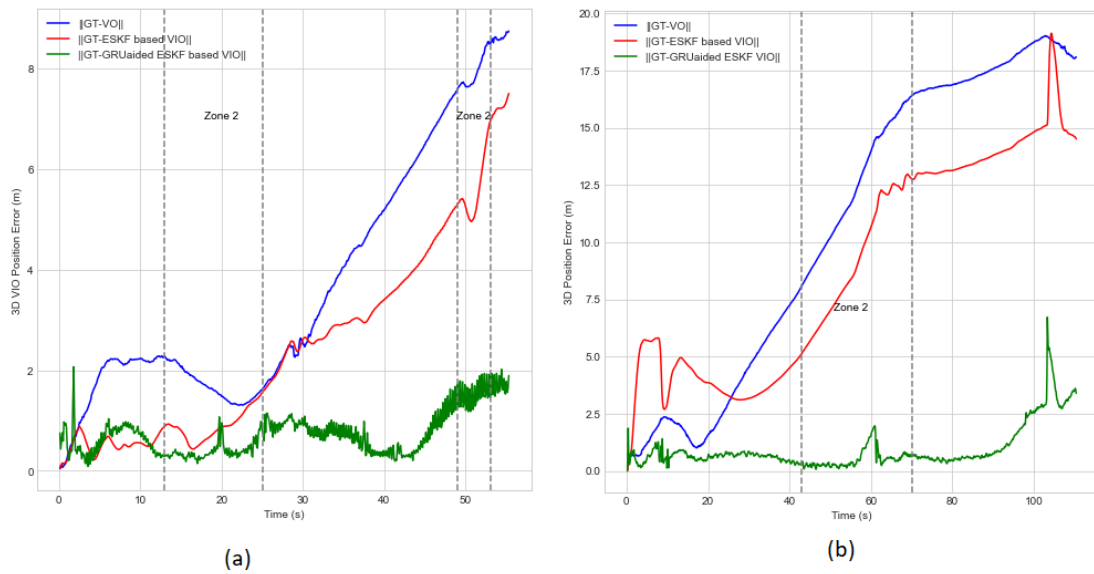 ||GT-VO||
||GT-ESKF based VIO||
||GT-GRUaided ESKF based VIO||
8
6
4
2
0
3D VIO Position Error (m)
Zone 2
Zone 2
0
10
20
30
40
50
Time (s)
(a)
||GT-VO||
||GT-ESKF based VIO||
||GT-GRUaided ESKF VIO||
20.0
17.5
15.0
12.5
10.0
7.5
5.0
2.5
0.0
3D Position Error (m)
Zone 2
0
20
40
60
80
100
Time (s)
(b)